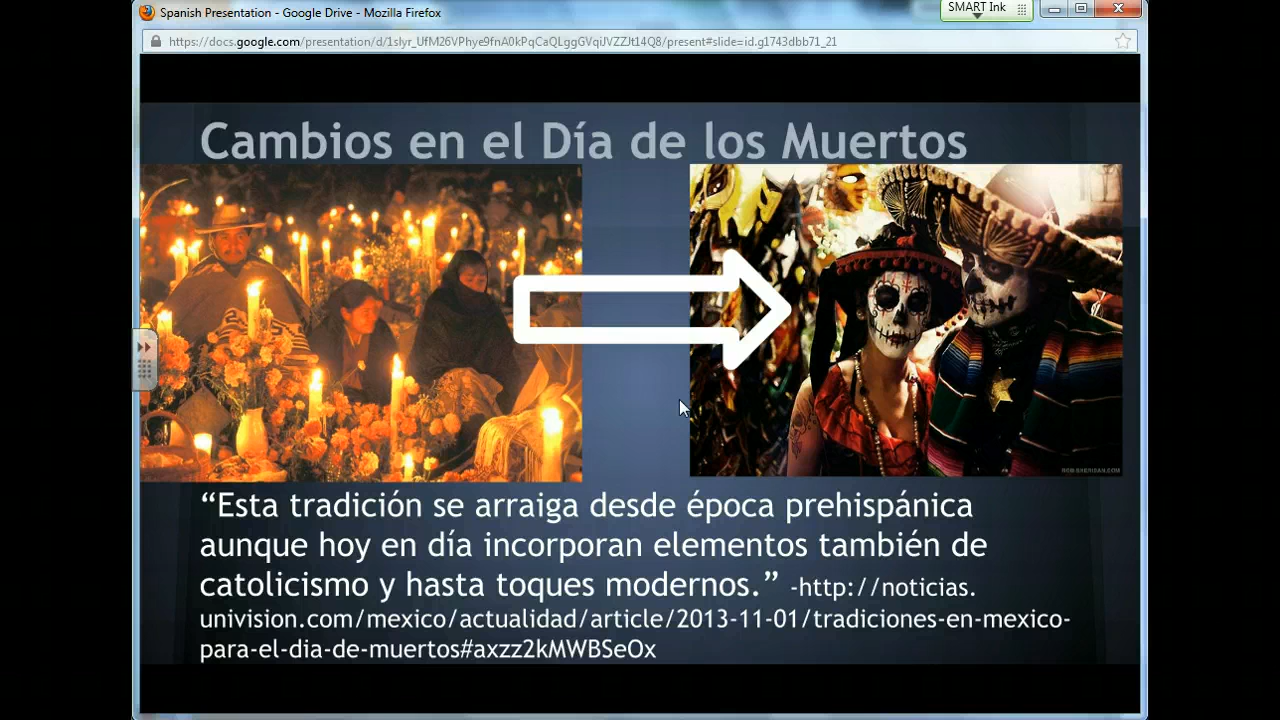 Spanish Presentation - Google Drive - Mozilla Firefox
SMART Ink
https://docs.google.com/presentation/d/1slyr_UfM26VPhye9fnA0kPqCaQLggGVqiJVZZJt14Q8/present#slide=id.g1743dbb71_21
Cambios en el Día de los Muertos
ROB-SHERIDAN.COM
“Esta tradición se arraiga desde época prehispánica
aunque hoy en día incorporan elementos también de
catolicismo y hasta toques modernos.” -http://noticias.
univision.com/mexico/actualidad/article/2013-11-01/tradiciones-en-mexico-
para-el-dia-de-muertos#axzz2kMWBSeOx